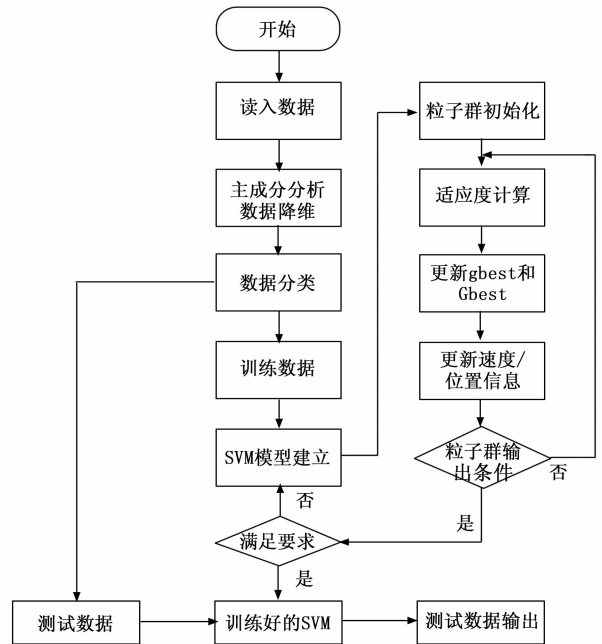 开始
读入数据
主成分分析
数据降维
数据分类
训练数据
SVM模型建立
否
满足要求
是
测试数据
训练好的SVM
测试数据输出
粒子群初始化
适应度计算
更新gbest和
Gbest
更新速度/
位置信息
粒子群输
出条件
否
是